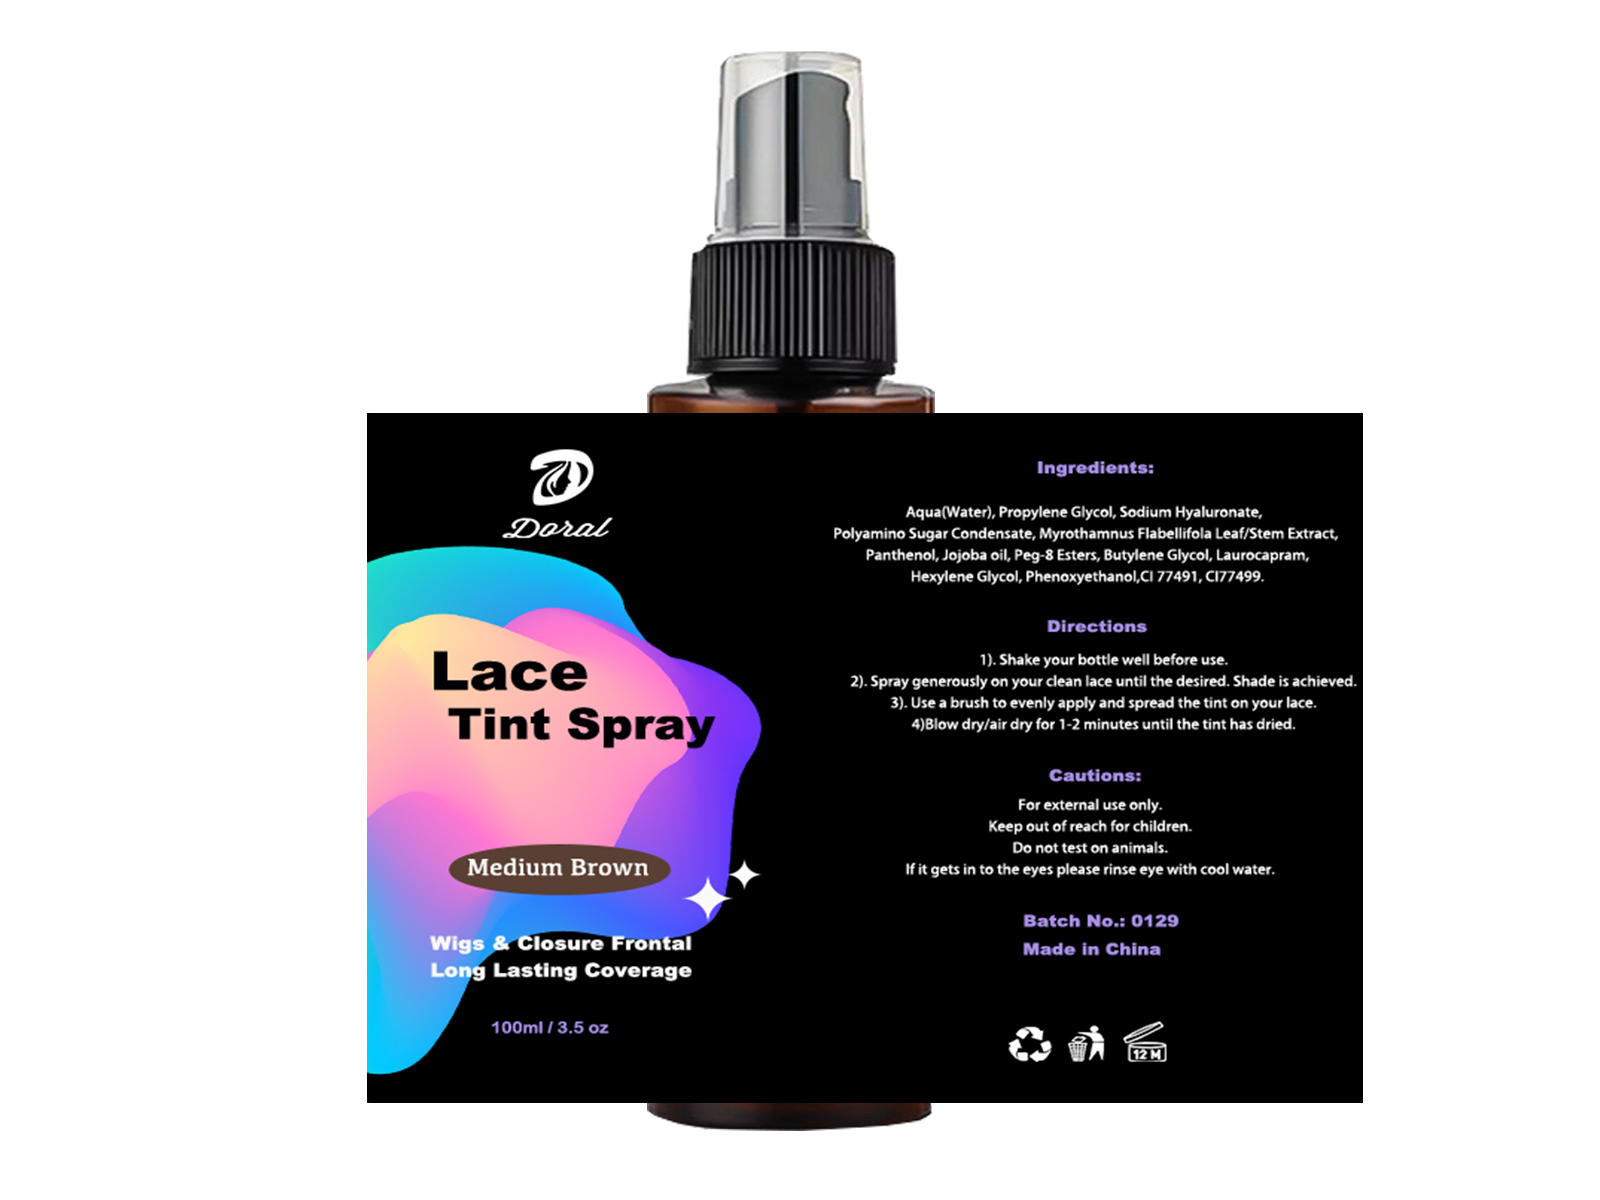 Doral
Lace
Tint Spray
Medium Brown
Wigs & Closure Frontal
Long Lasting Coverage
100ml / 3.5 oz
Ingredients:
Aqua(Water), Propylene Glycol, Sodium Hyaluronate,
Polyamino Sugar Condensate, Myrothamnus Flabellifola Leaf/Stem Extract,
Panthenol, Jojoba oil, Peg-8 Esters, Butylene Glycol, Laurocapram,
Hexylene Glycol, Phenoxyethanol,CI 77491, CI77499.
Directions
1). Shake your bottle well before use.
2). Spray generously on your clean lace until the desired. Shade is achieved.
3). Use a brush to evenly apply and spread the tint on your lace.
4)Blow dry/air dry for 1-2 minutes until the tint has dried.
Cautions:
For external use only.
Keep out of reach for children.
Do not test on animals.
If it gets in to the eyes please rinse eye with cool water.
Batch No.: 0129
Made in China
12 M